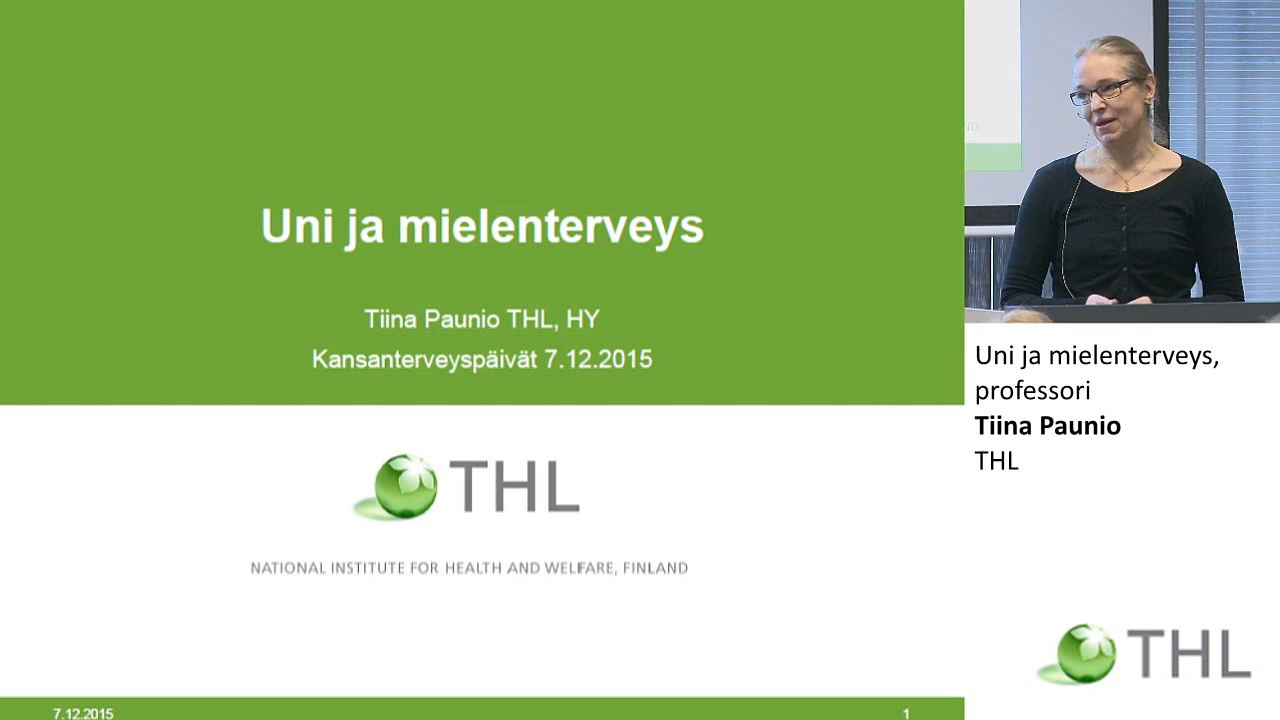 Uni ja mielenterveys
Tiina Paunio THL, HY
Kansanterveyspäivät 7.12.2015
THL
NATIONAL INSTITUTE FOR HEALTH AND WELFARE, FINLAND
7.12.2015
1
ND
Uni ja mielenterveys,
professori
Tiina Paunio
THL
THL